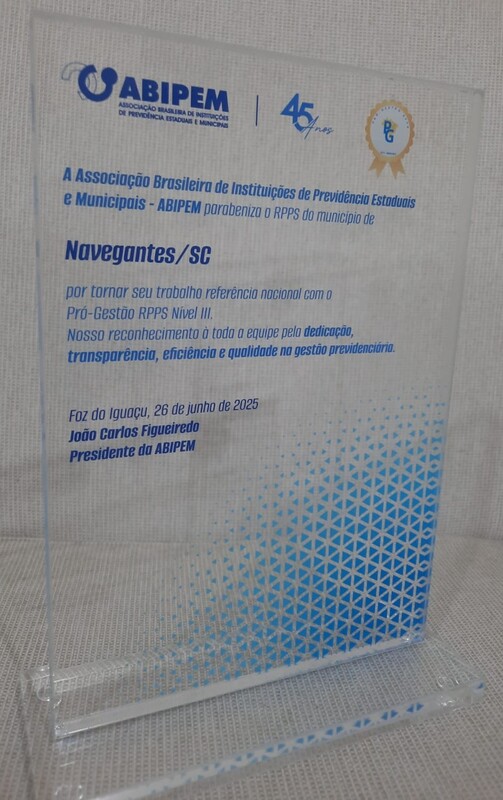 ABIPEM
ASSOCIAÇÃO BRASILEIRA DE INSTITUIÇÕES
DE PREVIDÊNCIA ESTADUAIS E MUNICIPAIS
45
Anos
PG
A Associação Brasileira de Instituições de Previdência Estaduais
e Municipais - ABIPEM parabeniza o RPPS do município de
Navegantes/SC
por tornar seu trabalho referência nacional com o
Pró-Gestão RPPS Nível III.
Nosso reconhecimento à toda a equipe pela dedicação,
transparência, eficiência e qualidade na gestão previdenciária.
Foz do Iguaçu, 26 de junho de 2025
João Carlos Figueiredo
Presidente da ABIPEM